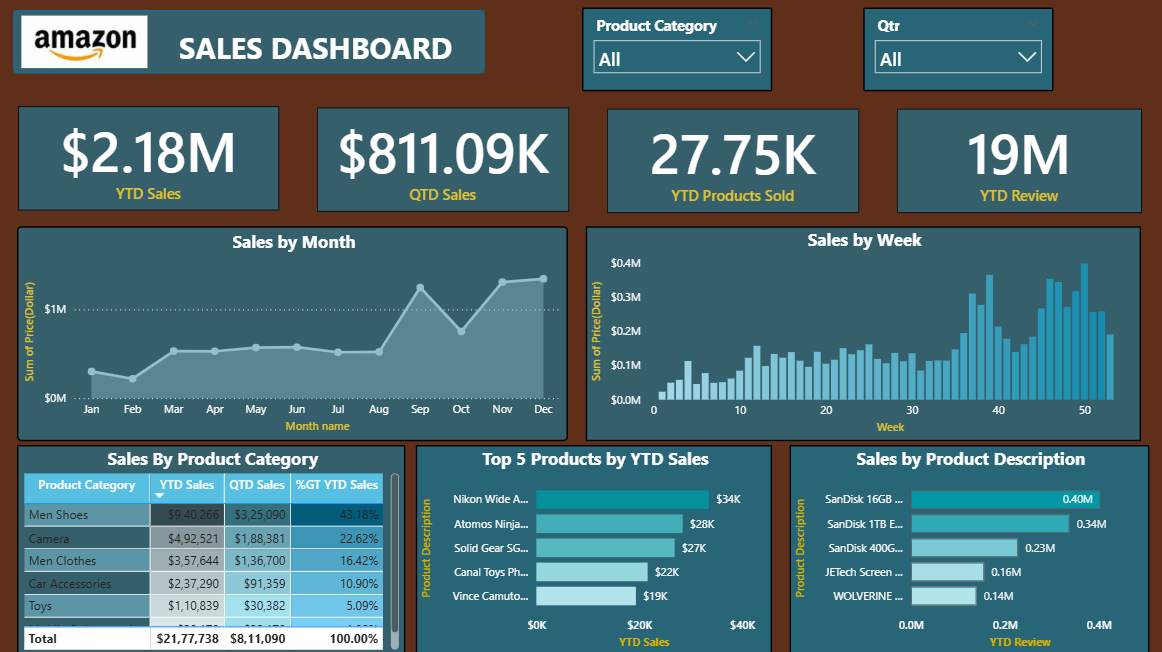 amazon
SALES DASHBOARD
Product Category
All
Qtr
All
$2.18M
YTD Sales
$811.09K
QTD Sales
27.75K
YTD Products Sold
19M
YTD Review
Sales by Month
Sum of Price(Dollar)
$1M
$0M
Jan Feb Mar Apr May Jun Jul Aug Sep Oct Nov Dec
Month name
Sales by Week
Sum of Price(Dollar)
$0.4M
$0.3M
$0.2M
$0.1M
$0.0M
0 10 20 30 40 50
Week
Sales By Product Category
Product Category YTD Sales QTD Sales %GT YTD Sales
Men Shoes $9,40,266 $3,25,090 43.18%
Camera $4,92,521 $1,88,381 22.62%
Men Clothes $3,57,644 $1,36,700 16.42%
Car Accessories $2,37,290 $91,359 10.90%
Toys $1,10,839 $30,382 5.09%
Total $21,77,738 $8,11,090 100.00%
Top 5 Products by YTD Sales
Product Description
Nikon Wide A... $34K
Atomos Ninja... $28K
Solid Gear SG... $27K
Canal Toys Ph... $22K
Vince Camuto... $19K
$0K $20K $40K
YTD Sales
Sales by Product Description
Product Description
SanDisk 16GB ... 0.40M
SanDisk 1TB E... 0.34M
SanDisk 400G... 0.23M
JETech Screen ... 0.16M
WOLVERINE ... 0.14M
0.0M 0.2M 0.4M
YTD Review